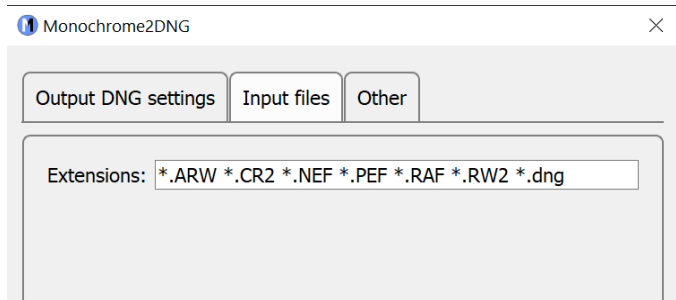 Monochrome2DNG
Output DNG settings Input files Other
Extensions: *.ARW *.CR2 *.NEF *.PEF *.RAF *.RW2 *.dng